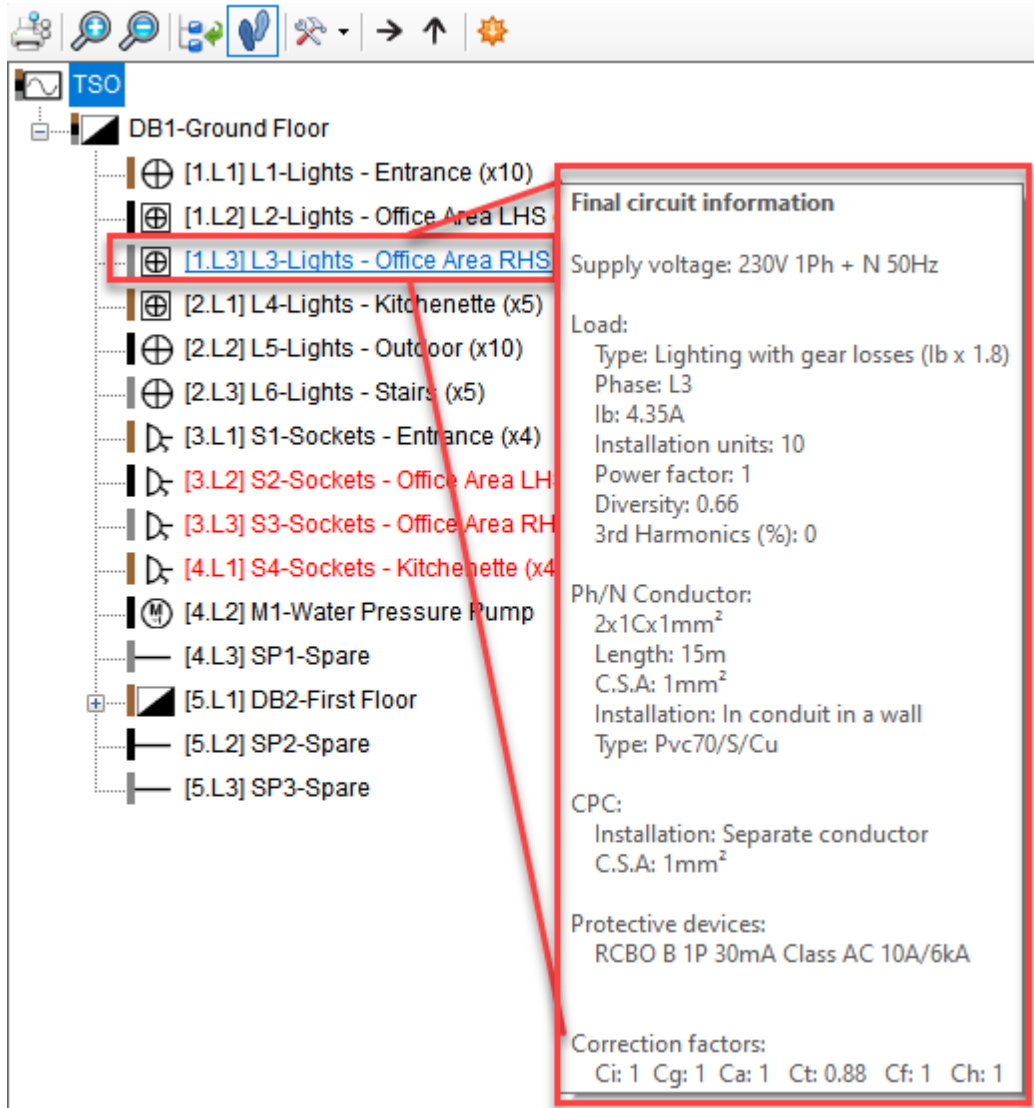 TSO
DB1-Ground Floor
[1.L1] L1-Lights - Entrance (x10)
[1.L2] L2-Lights - Office Area LHS
[1.L3] L3-Lights - Office Area RHS
[2.L1] L4-Lights - Kitchenette (x5)
[2.L2] L5-Lights - Outdoor (x10)
[2.L3] L6-Lights - Stairs (x5)
[3.L1] S1-Sockets - Entrance (x4)
[3.L2] S2-Sockets - Office Area LH
[3.L3] S3-Sockets - Office Area RH
[4.L1] S4-Sockets - Kitchenette (x4
[4.L2] M1-Water Pressure Pump
[4.L3] SP1-Spare
[5.L1] DB2-First Floor
[5.L2] SP2-Spare
[5.L3] SP3-Spare
Final circuit information
Supply voltage: 230V 1Ph + N 50Hz
Load:
Type: Lighting with gear losses (Ib x 1.8)
Phase: L3
Ib: 4.35A
Installation units: 10
Power factor: 1
Diversity: 0.66
3rd Harmonics (%): 0
Ph/N Conductor:
2x1Cx1mm²
Length: 15m
C.S.A: 1mm²
Installation: In conduit in a wall
Type: Pvc70/S/Cu
CPC:
Installation: Separate conductor
C.S.A: 1mm²
Protective devices:
RCBO B 1P 30mA Class AC 10A/6kA
Correction factors:
Ci: 1 Cg: 1 Ca: 1 Ct: 0.88 Cf: 1 Ch: 1